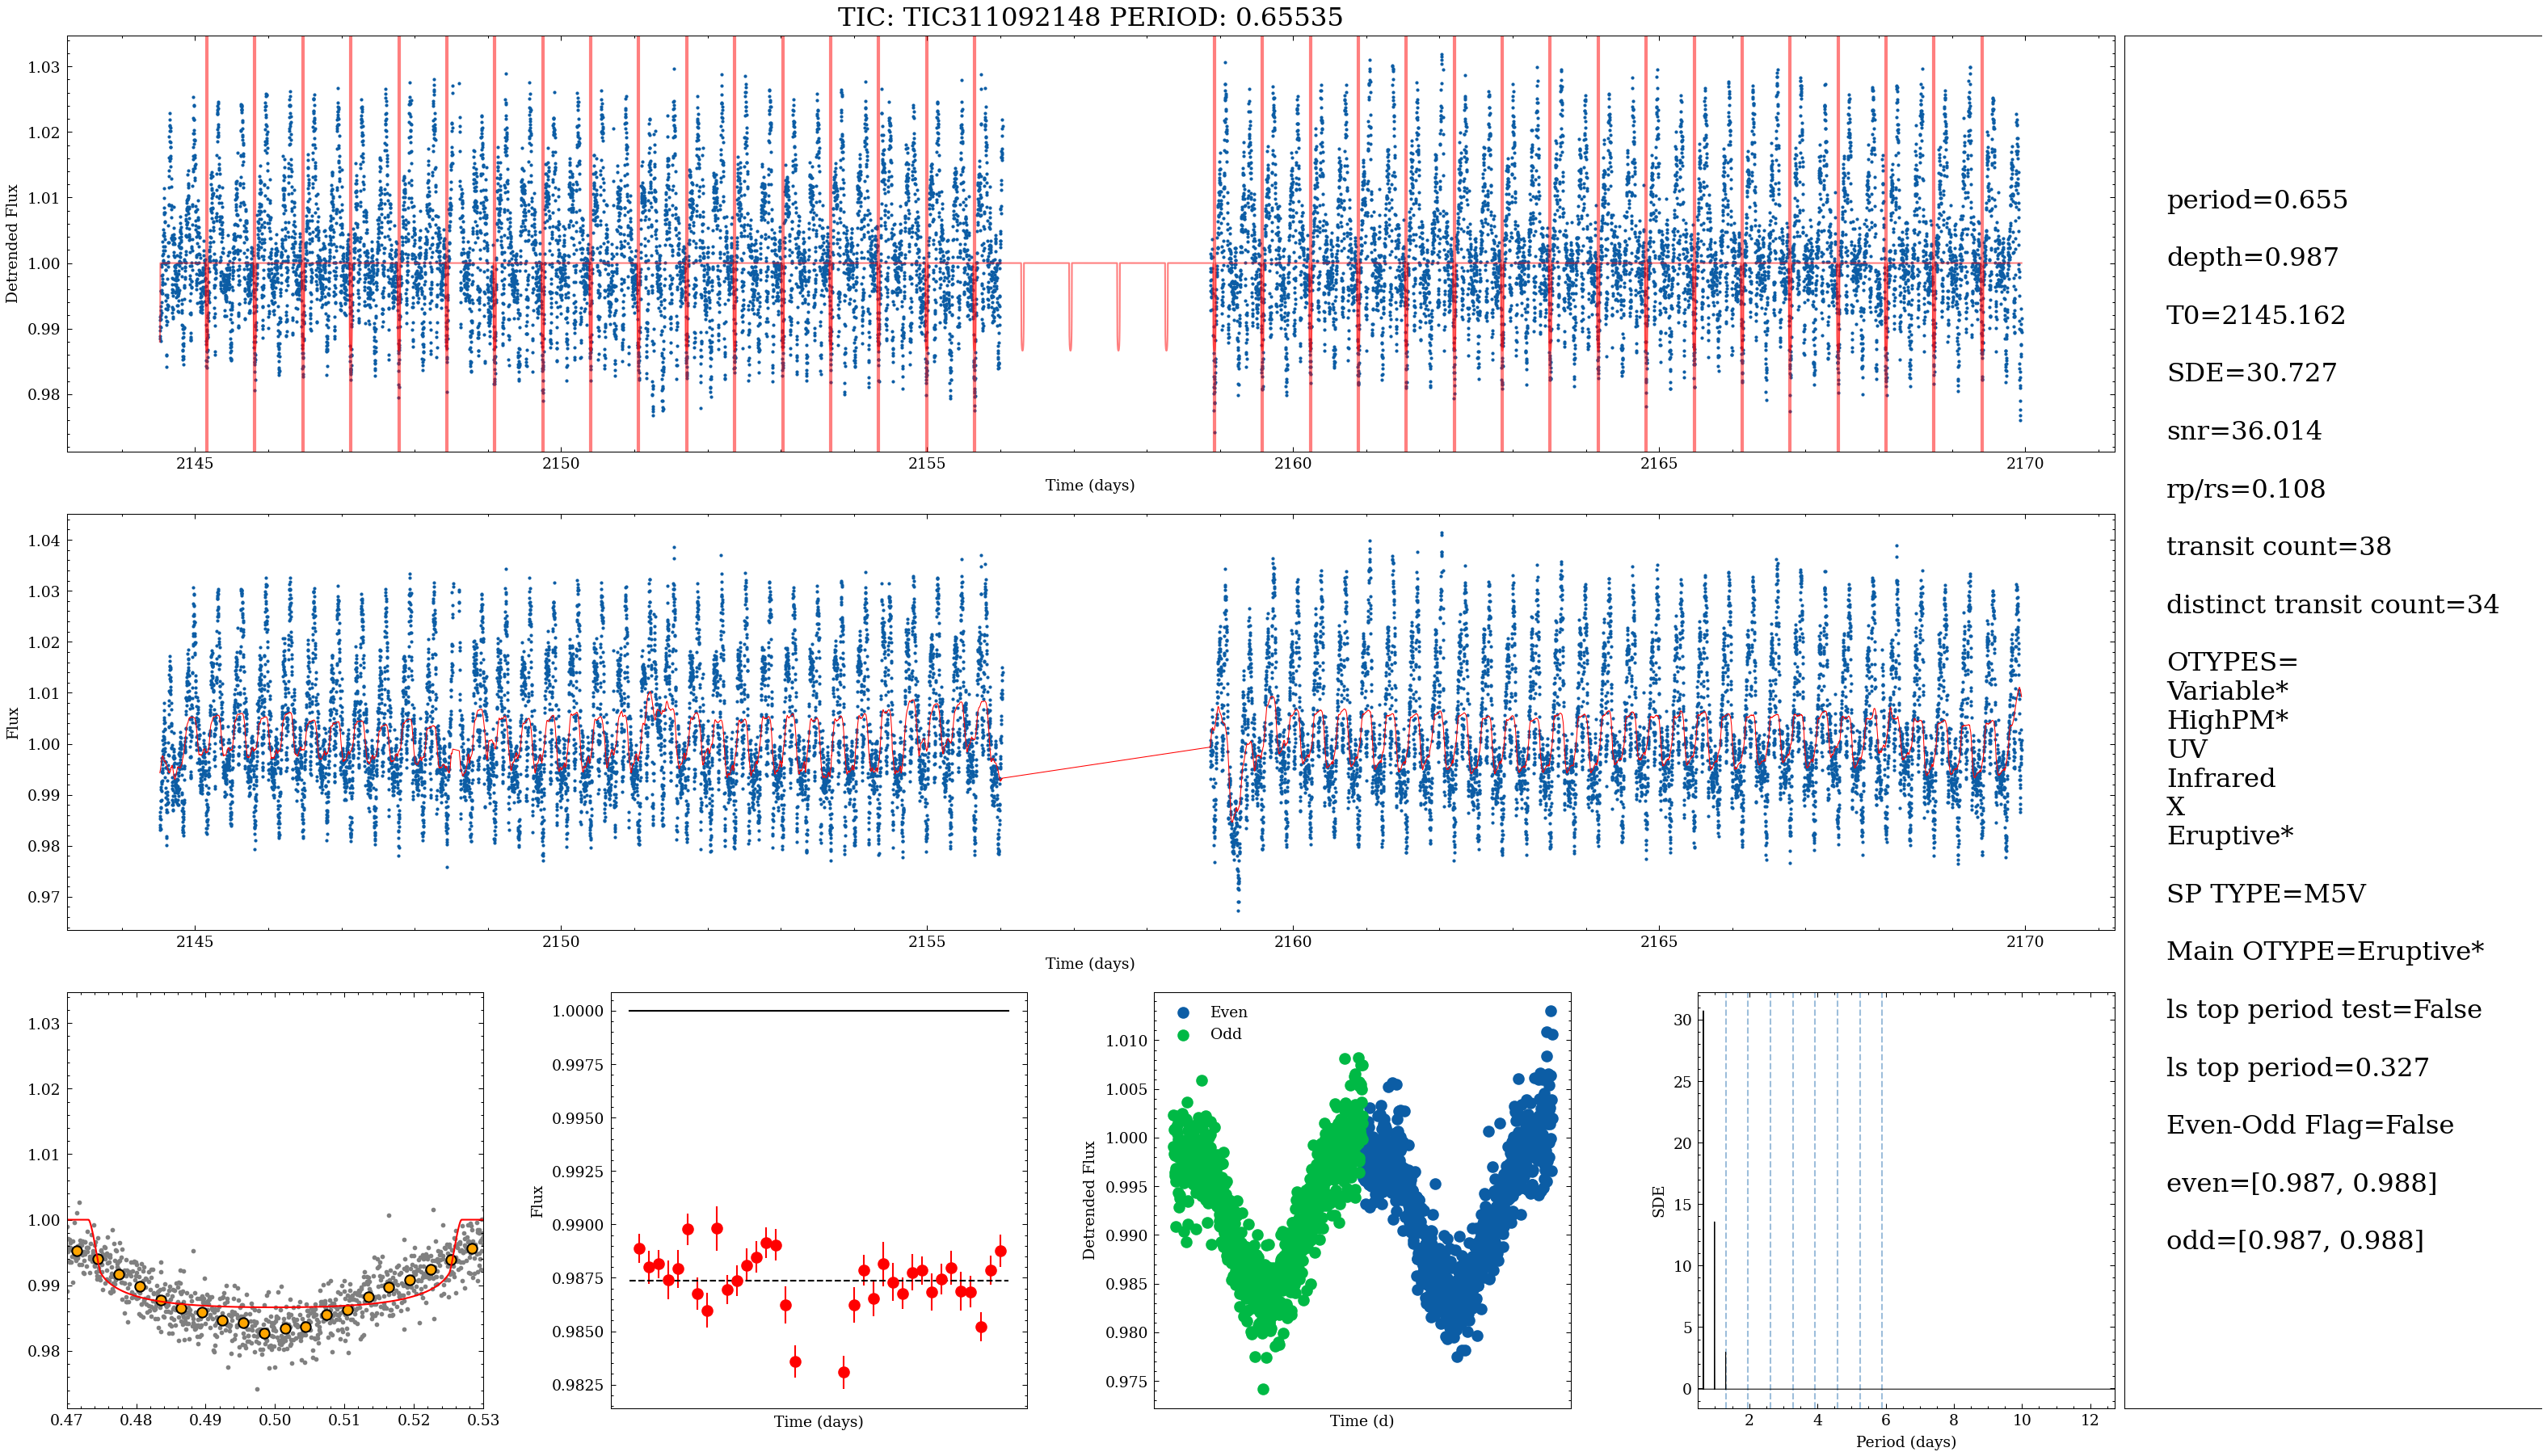 TIC: TIC311092148 PERIOD: 0.65535
1.03
1.02
1.01
1.00
0.99
0.98
Detrended Flux
2145 2150 2155 2160 2165 2170
Time (days)
1.04
1.03
1.02
1.01
1.00
0.99
0.98
0.97
Flux
2145 2150 2155 2160 2165 2170
Time (days)
1.03
1.02
1.01
1.00
0.99
0.98
0.47 0.48 0.49 0.50 0.51 0.52 0.53
1.0000
0.9975
0.9950
0.9925
0.9900
0.9875
0.9850
0.9825
Flux
Time (days)
Even
Odd
1.010
1.005
1.000
0.995
0.990
0.985
0.980
0.975
Detrended Flux
Time (d)
30
25
20
15
10
5
0
SDE
2 4 6 8 10 12
Period (days)
period=0.655
depth=0.987
T0=2145.162
SDE=30.727
snr=36.014
rp/rs=0.108
transit count=38
distinct transit count=34
OTYPES=
Variable*
HighPM*
UV
Infrared
X
Eruptive*
SP TYPE=M5V
Main OTYPE=Eruptive*
ls top period test=False
ls top period=0.327
Even-Odd Flag=False
even=[0.987, 0.988]
odd=[0.987, 0.988]